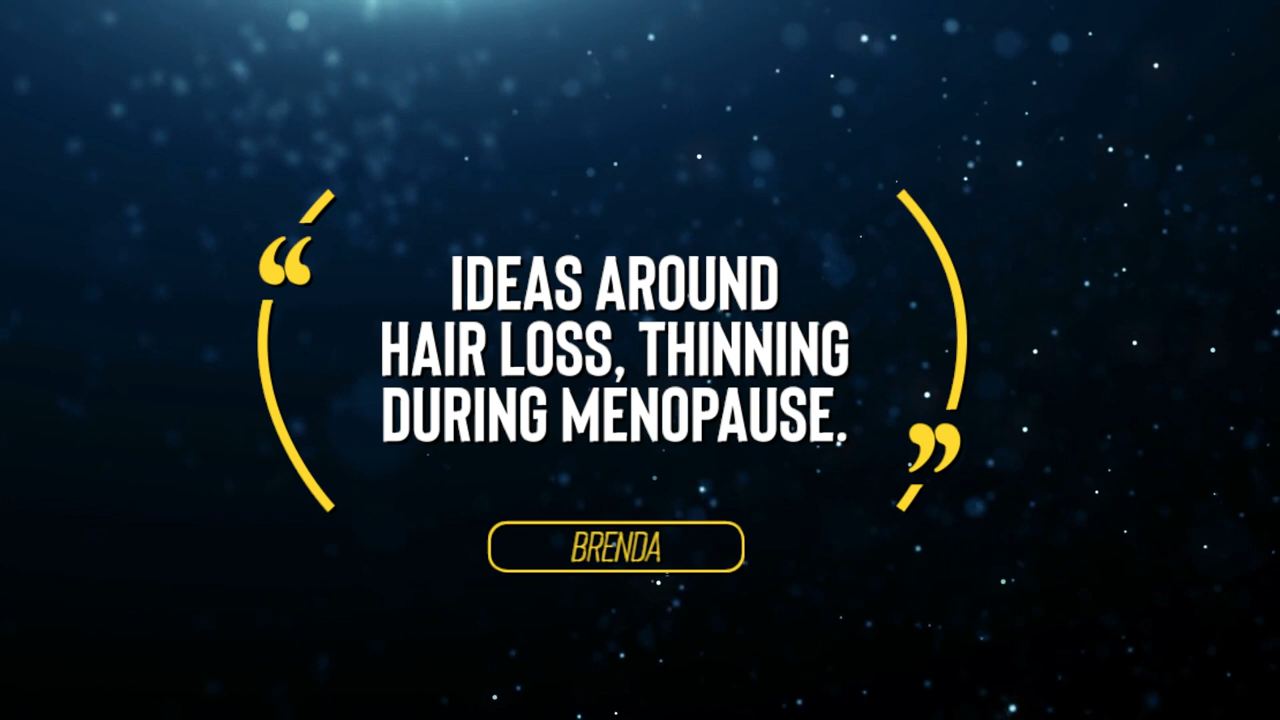 “
IDEAS AROUND
HAIR LOSS, THINNING
DURING MENOPAUSE.
”
BRENDA